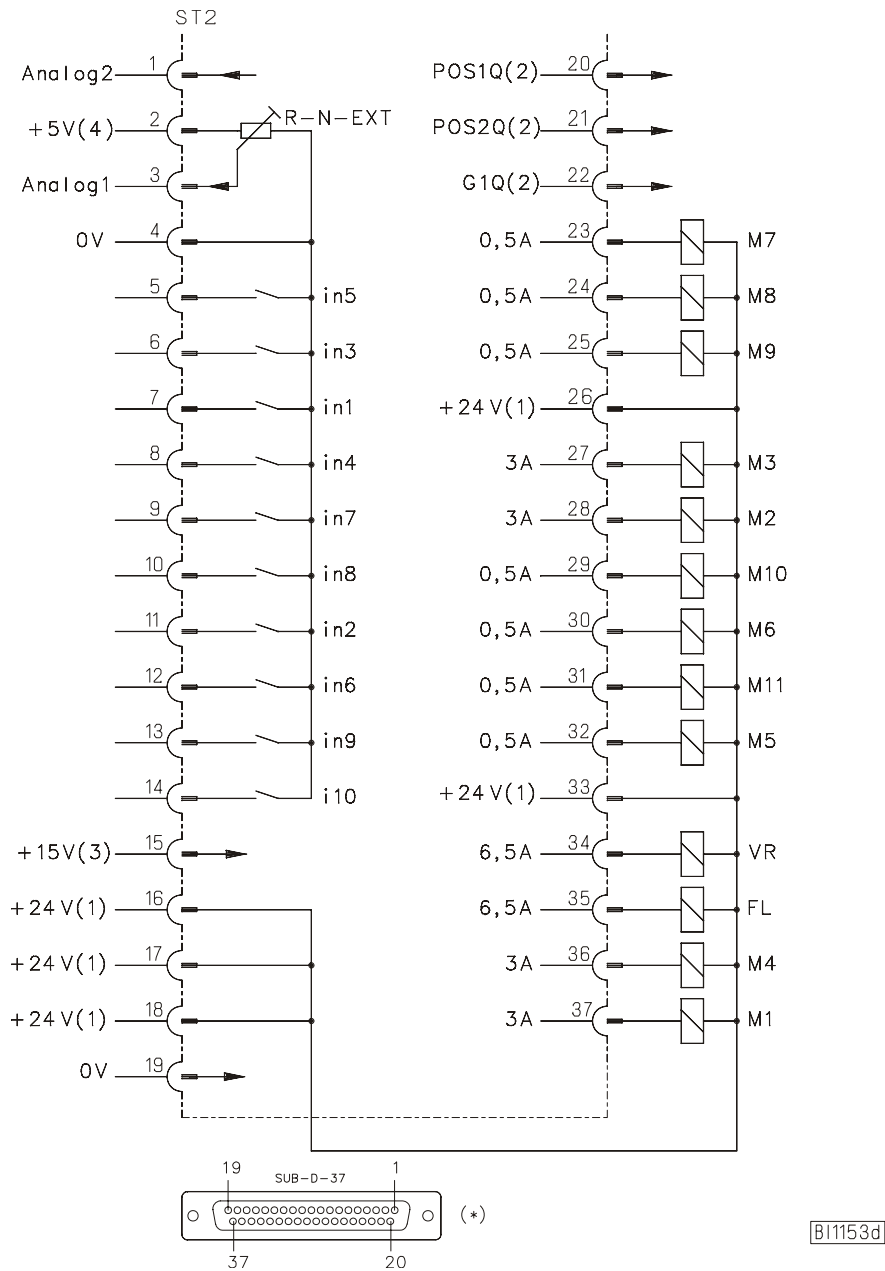 ST2
Analog2 1
+5V(4) 2 R-N-EXT
Analog1 3
0V 4
5 in5
6 in3
7 in1
8 in4
9 in7
10 in8
11 in2
12 in6
13 in9
14 i10
+15V(3) 15
+24V(1) 16
+24V(1) 17
+24V(1) 18
0V 19
POS1Q(2) 20
POS2Q(2) 21
G1Q(2) 22
0,5A 23 M7
0,5A 24 M8
0,5A 25 M9
+24V(1) 26
3A 27 M3
3A 28 M2
0,5A 29 M10
0,5A 30 M6
0,5A 31 M11
0,5A 32 M5
+24V(1) 33
6,5A 34 VR
6,5A 35 FL
3A 36 M4
3A 37 M1
19 SUB-D-37 1
(*)
37 20
BI1153d